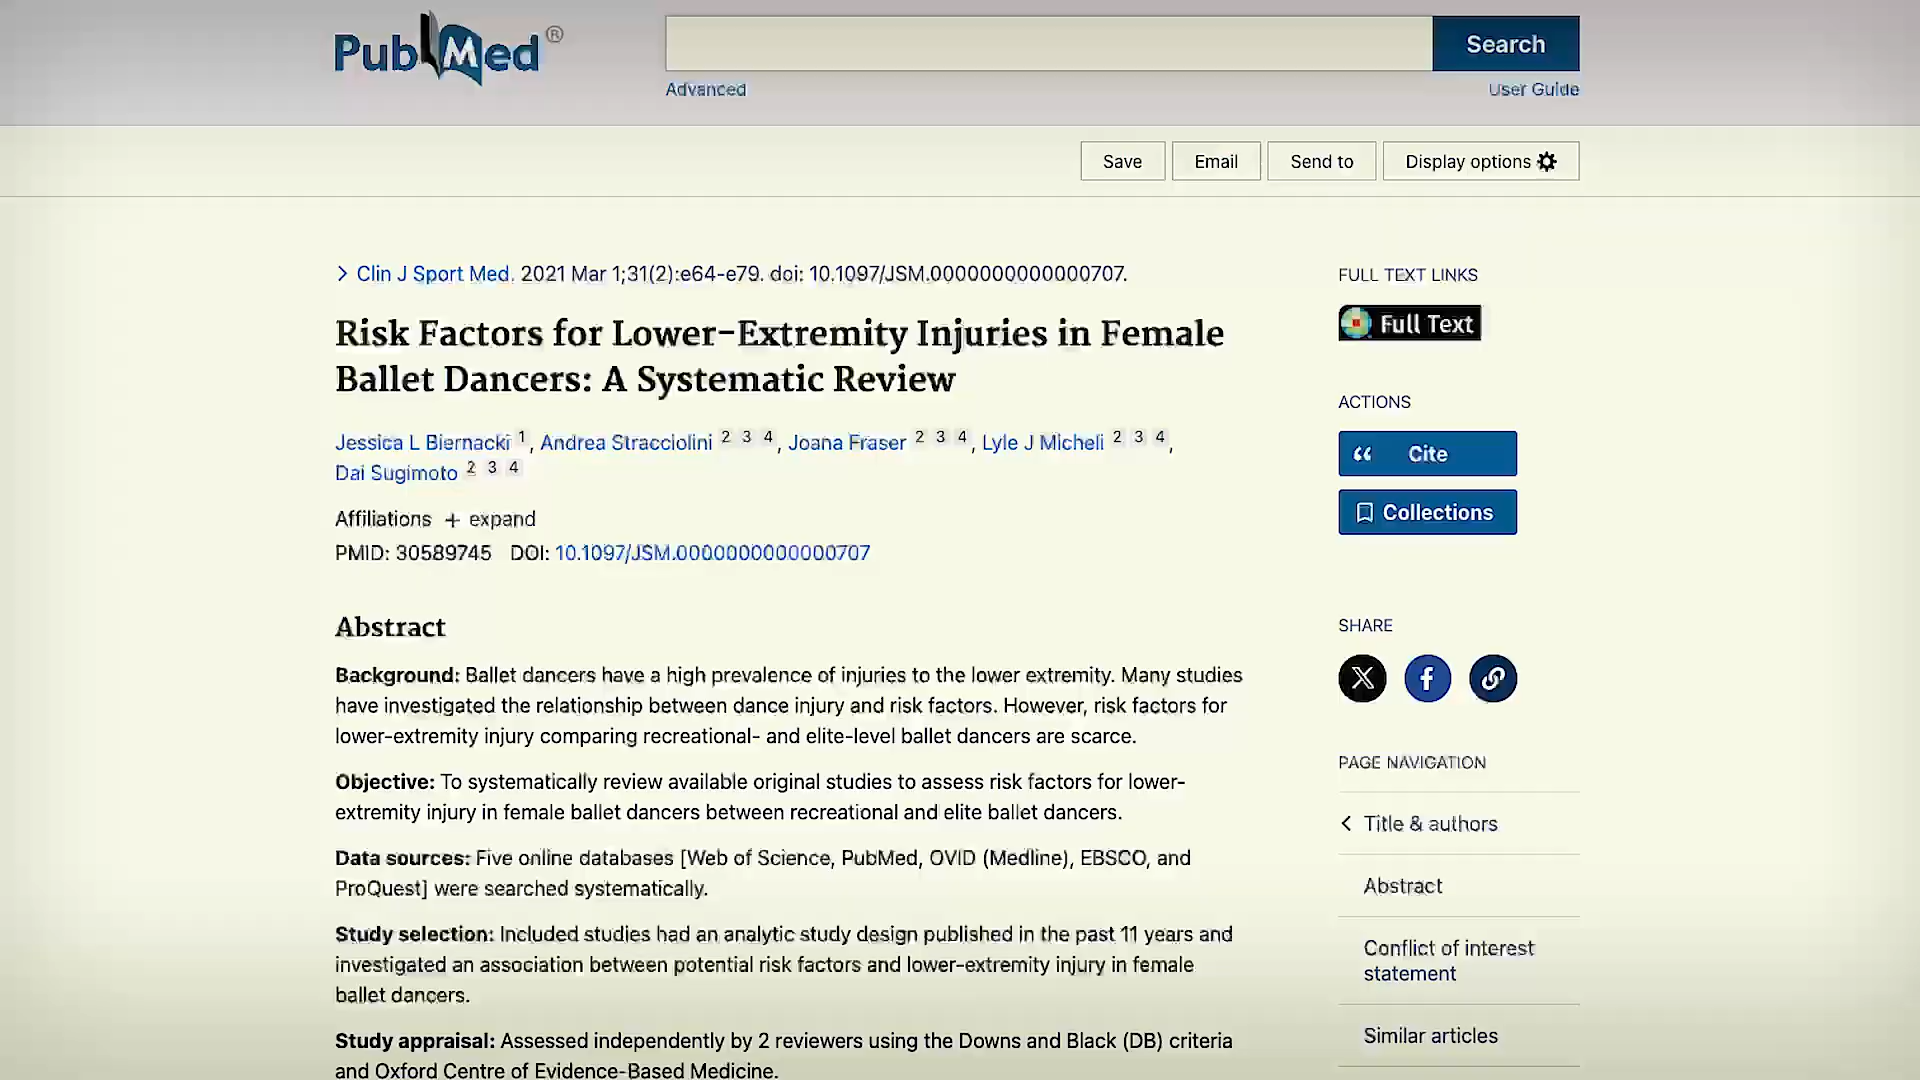 PubMed®
Search
Advanced
User Guide
Save
Email
Send to
Display options
Clin J Sport Med. 2021 Mar 1;31(2):e64-e79. doi: 10.1097/JSM.0000000000000707.
Risk Factors for Lower-Extremity Injuries in Female
Ballet Dancers: A Systematic Review
Jessica L Biernacki 1, Andrea Stracciolini 2 3 4, Joana Fraser 2 3 4, Lyle J Micheli 2 3 4,
Dai Sugimoto 2 3 4
Affiliations + expand
PMID: 30589745 DOI: 10.1097/JSM.0000000000000707
Abstract
Background: Ballet dancers have a high prevalence of injuries to the lower extremity. Many studies
have investigated the relationship between dance injury and risk factors. However, risk factors for
lower-extremity injury comparing recreational- and elite-level ballet dancers are scarce.
Objective: To systematically review available original studies to assess risk factors for lower-
extremity injury in female ballet dancers between recreational and elite ballet dancers.
Data sources: Five online databases [Web of Science, PubMed, OVID (Medline), EBSCO, and
ProQuest] were searched systematically.
Study selection: Included studies had an analytic study design published in the past 11 years and
investigated an association between potential risk factors and lower-extremity injury in female
ballet dancers.
Study appraisal: Assessed independently by 2 reviewers using the Downs and Black (DB) criteria
and Oxford Centre of Evidence-Based Medicine.
FULL TEXT LINKS
Full Text
ACTIONS
Cite
Collections
SHARE
PAGE NAVIGATION
Title & authors
Abstract
Conflict of interest
statement
Similar articles